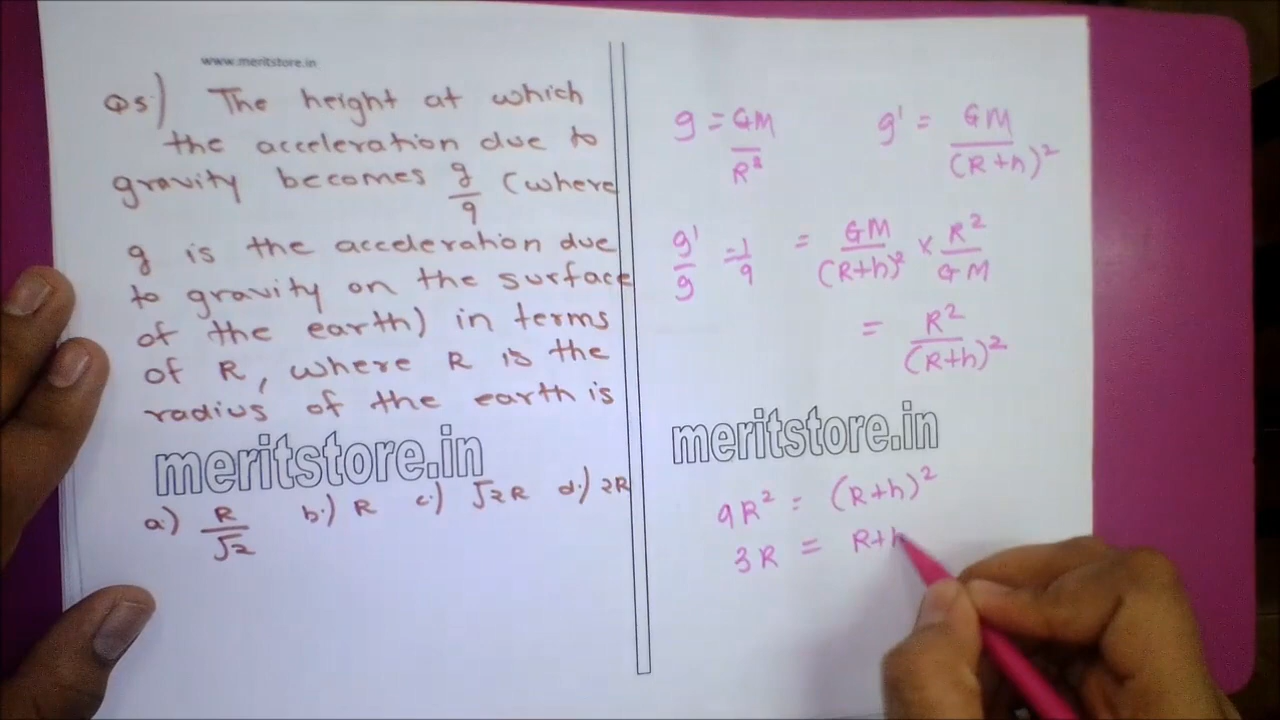 www.meritstore.in
Q5) The height at which
the acceleration due to
gravity becomes g/9 (where
g is the acceleration due
to gravity on the surface
of the earth) in terms
of R, where R is the
radius of the earth is
meritstore.in
a) R/√2 b) R c) √2R d) 2R
g = GM/R² g' = GM/(R+h)²
g'/g = 1/9 = GM/(R+h)² × R²/GM
= R²/(R+h)²
meritstore.in
9R² = (R+h)²
3R = R+h